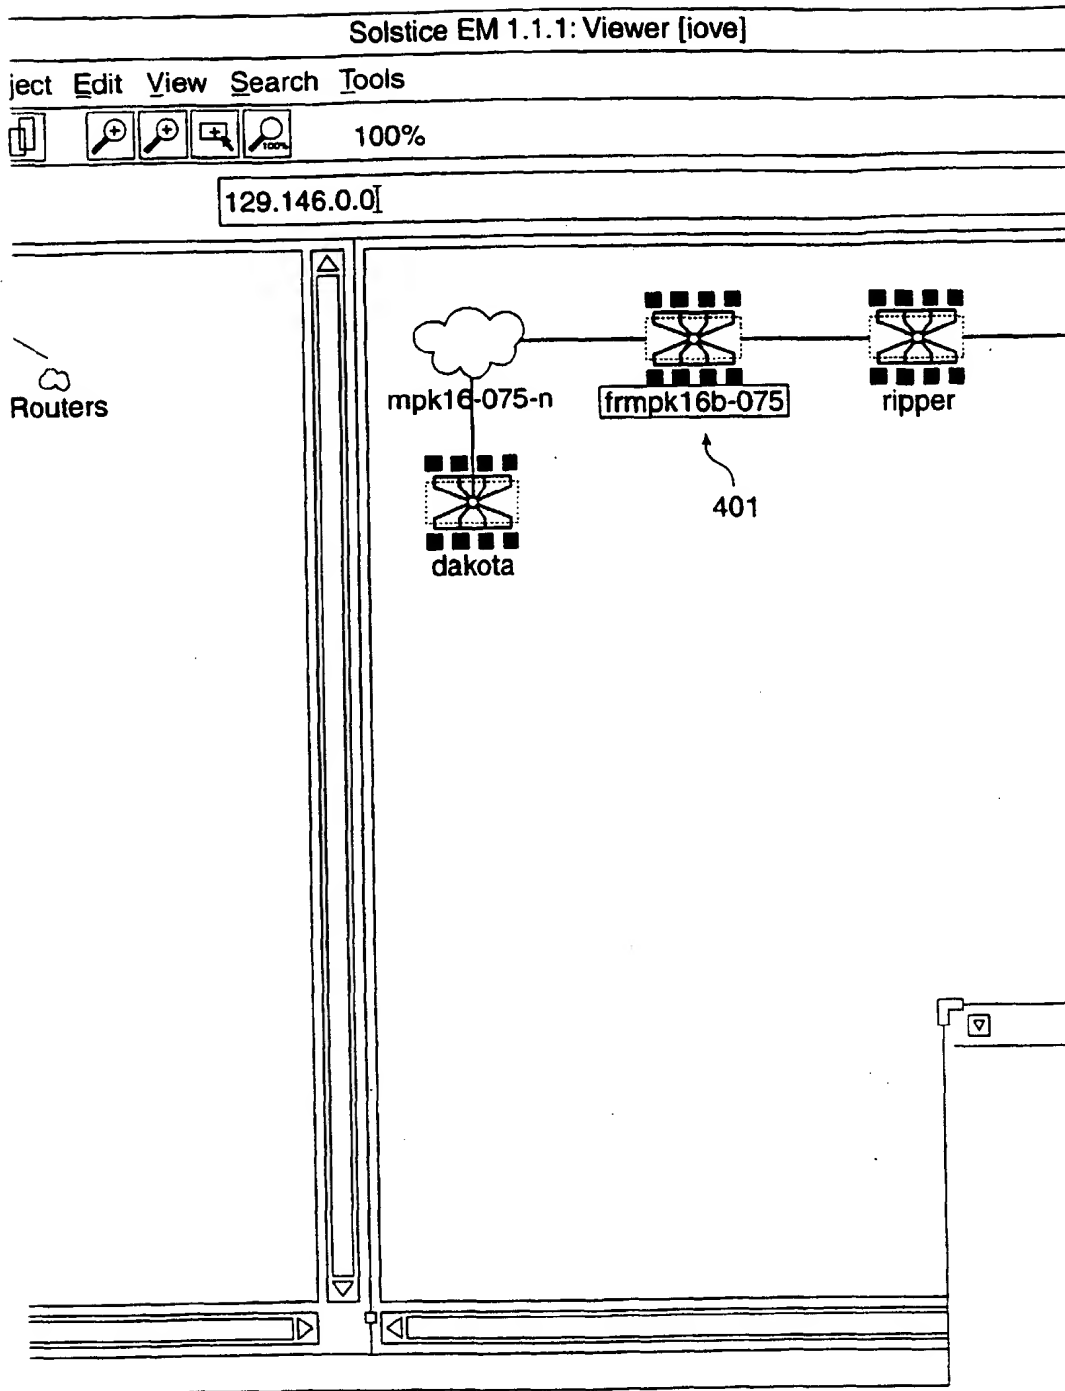 Solstice EM 1.1.1: Viewer [iove]
ject Edit View Search Tools
100% 100%
129.146.0.0
Routers
mpk16-075-n frmpk16b-075 ripper
401
dakota